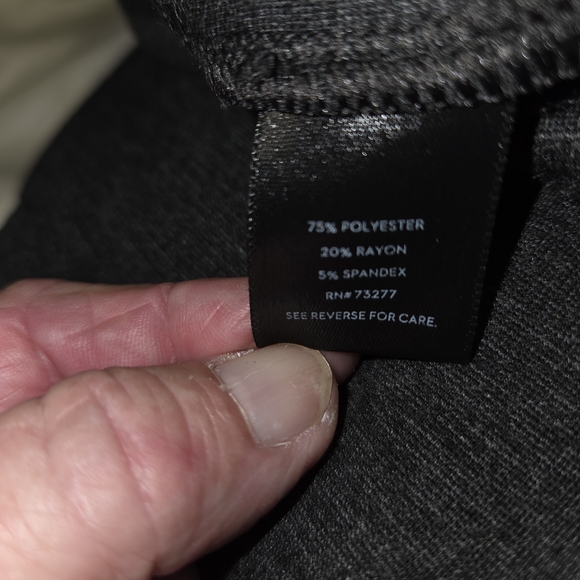 75% POLYESTER
20% RAYON
5% SPANDEX
RN# 73277
SEE REVERSE FOR CARE.